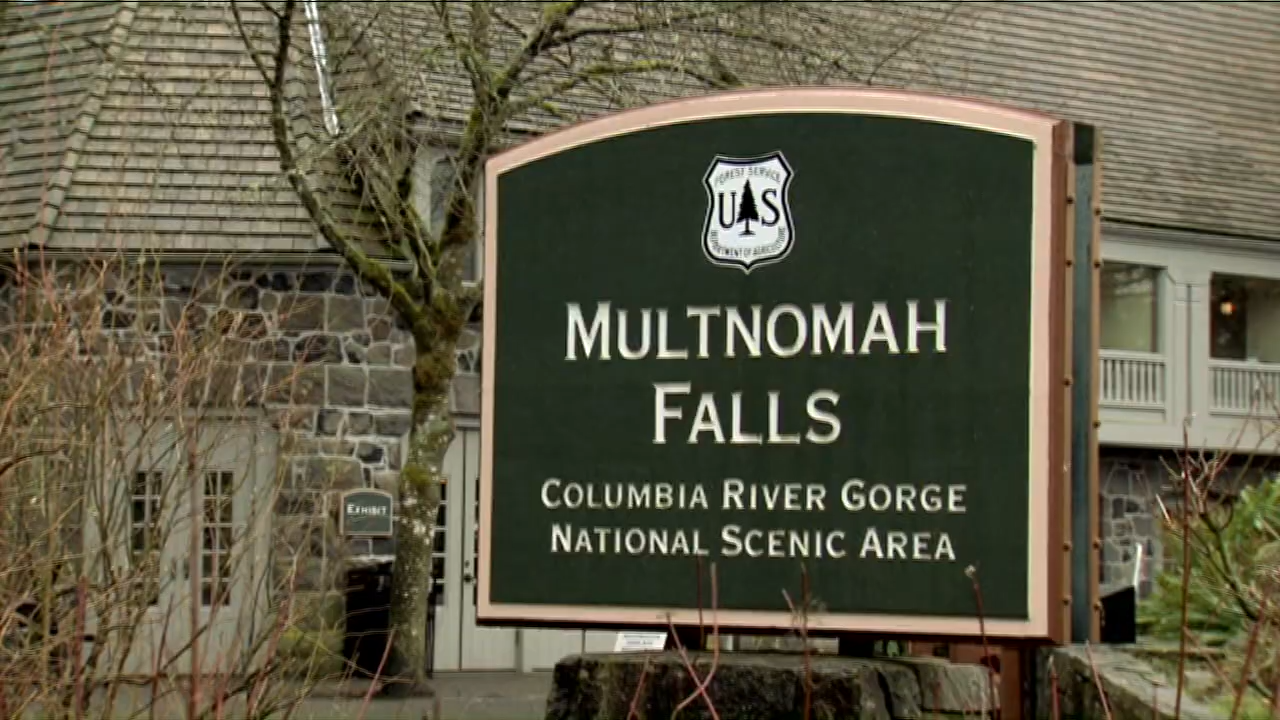 FOREST SERVICE
US
DEPARTMENT OF AGRICULTURE
MULTNOMAH
FALLS
COLUMBIA RIVER GORGE
NATIONAL SCENIC AREA
EXHIBIT